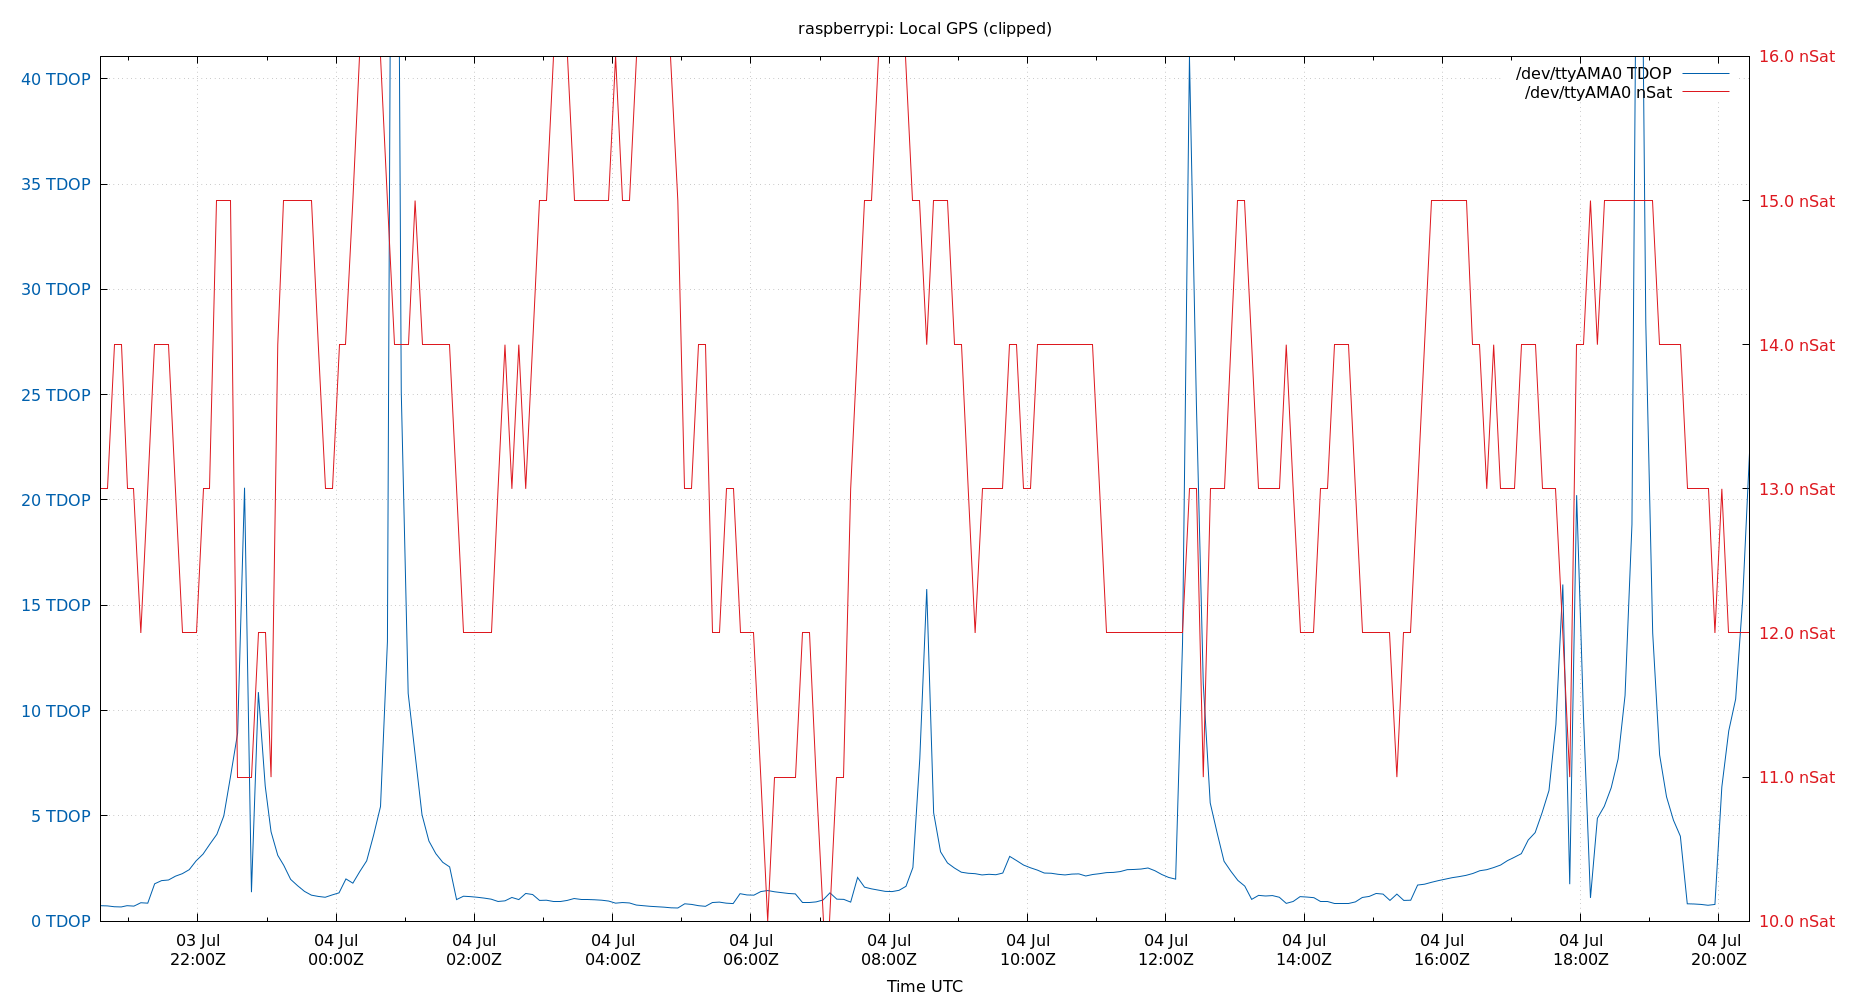 raspberrypi: Local GPS (clipped)
/dev/ttyAMA0 TDOP
/dev/ttyAMA0 nSat
40 TDOP
35 TDOP
30 TDOP
25 TDOP
20 TDOP
15 TDOP
10 TDOP
5 TDOP
0 TDOP
16.0 nSat
15.0 nSat
14.0 nSat
13.0 nSat
12.0 nSat
11.0 nSat
10.0 nSat
03 Jul
22:00Z
04 Jul
00:00Z
04 Jul
02:00Z
04 Jul
04:00Z
04 Jul
06:00Z
04 Jul
08:00Z
04 Jul
10:00Z
04 Jul
12:00Z
04 Jul
14:00Z
04 Jul
16:00Z
04 Jul
18:00Z
04 Jul
20:00Z
Time UTC